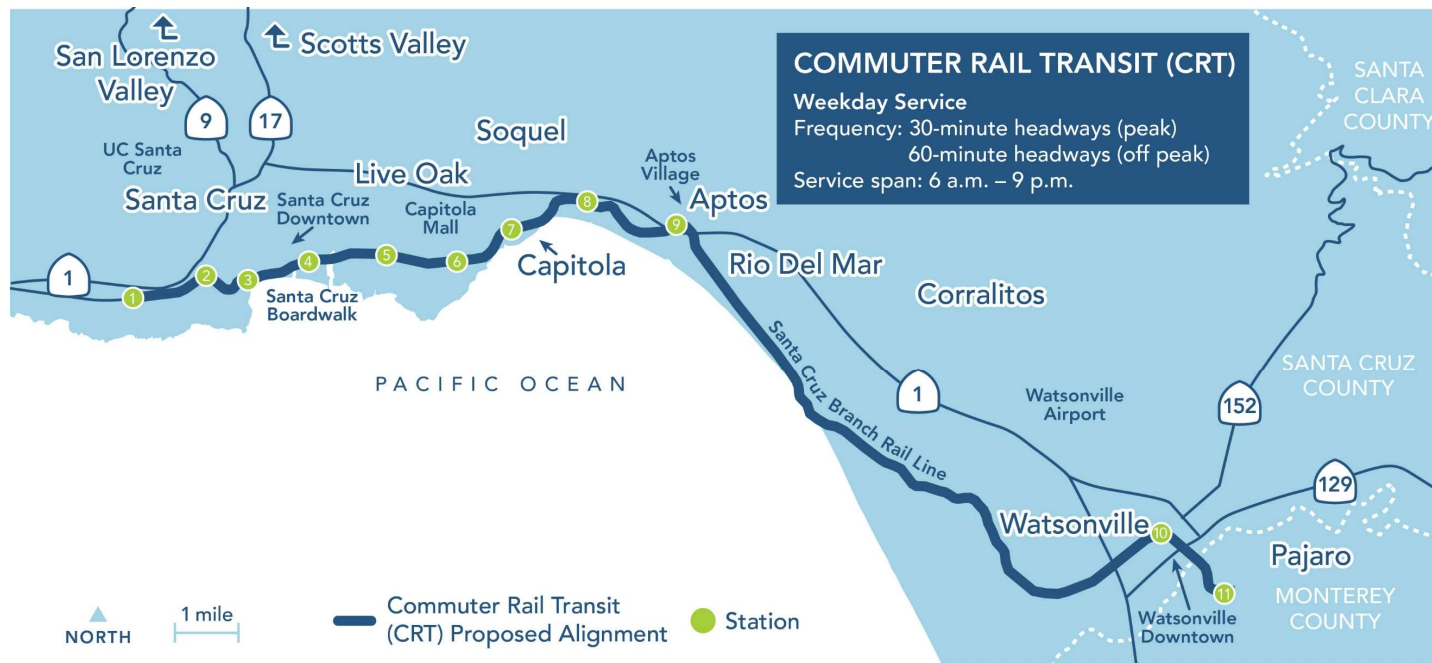 San Lorenzo
Valley
Scotts Valley
COMMUTER RAIL TRANSIT (CRT)
Weekday Service
Frequency: 30-minute headways (peak)
60-minute headways (off peak)
Service span: 6 a.m. – 9 p.m.
SANTA
CLARA
COUNTY
9
17
UC Santa
Cruz
Soquel
Live Oak
Aptos
Village
Aptos
Santa Cruz
Santa Cruz
Downtown
Capitola
Mall
1
1
2
3
4
5
6
7
8
9
Capitola
Rio Del Mar
Santa Cruz
Boardwalk
Corralitos
PACIFIC OCEAN
Santa Cruz Branch Rail Line
1
Watsonville
Airport
152
SANTA CRUZ
COUNTY
129
Watsonville
10
11
Pajaro
MONTEREY
COUNTY
Watsonville
Downtown
NORTH
1 mile
Commuter Rail Transit
(CRT) Proposed Alignment
Station